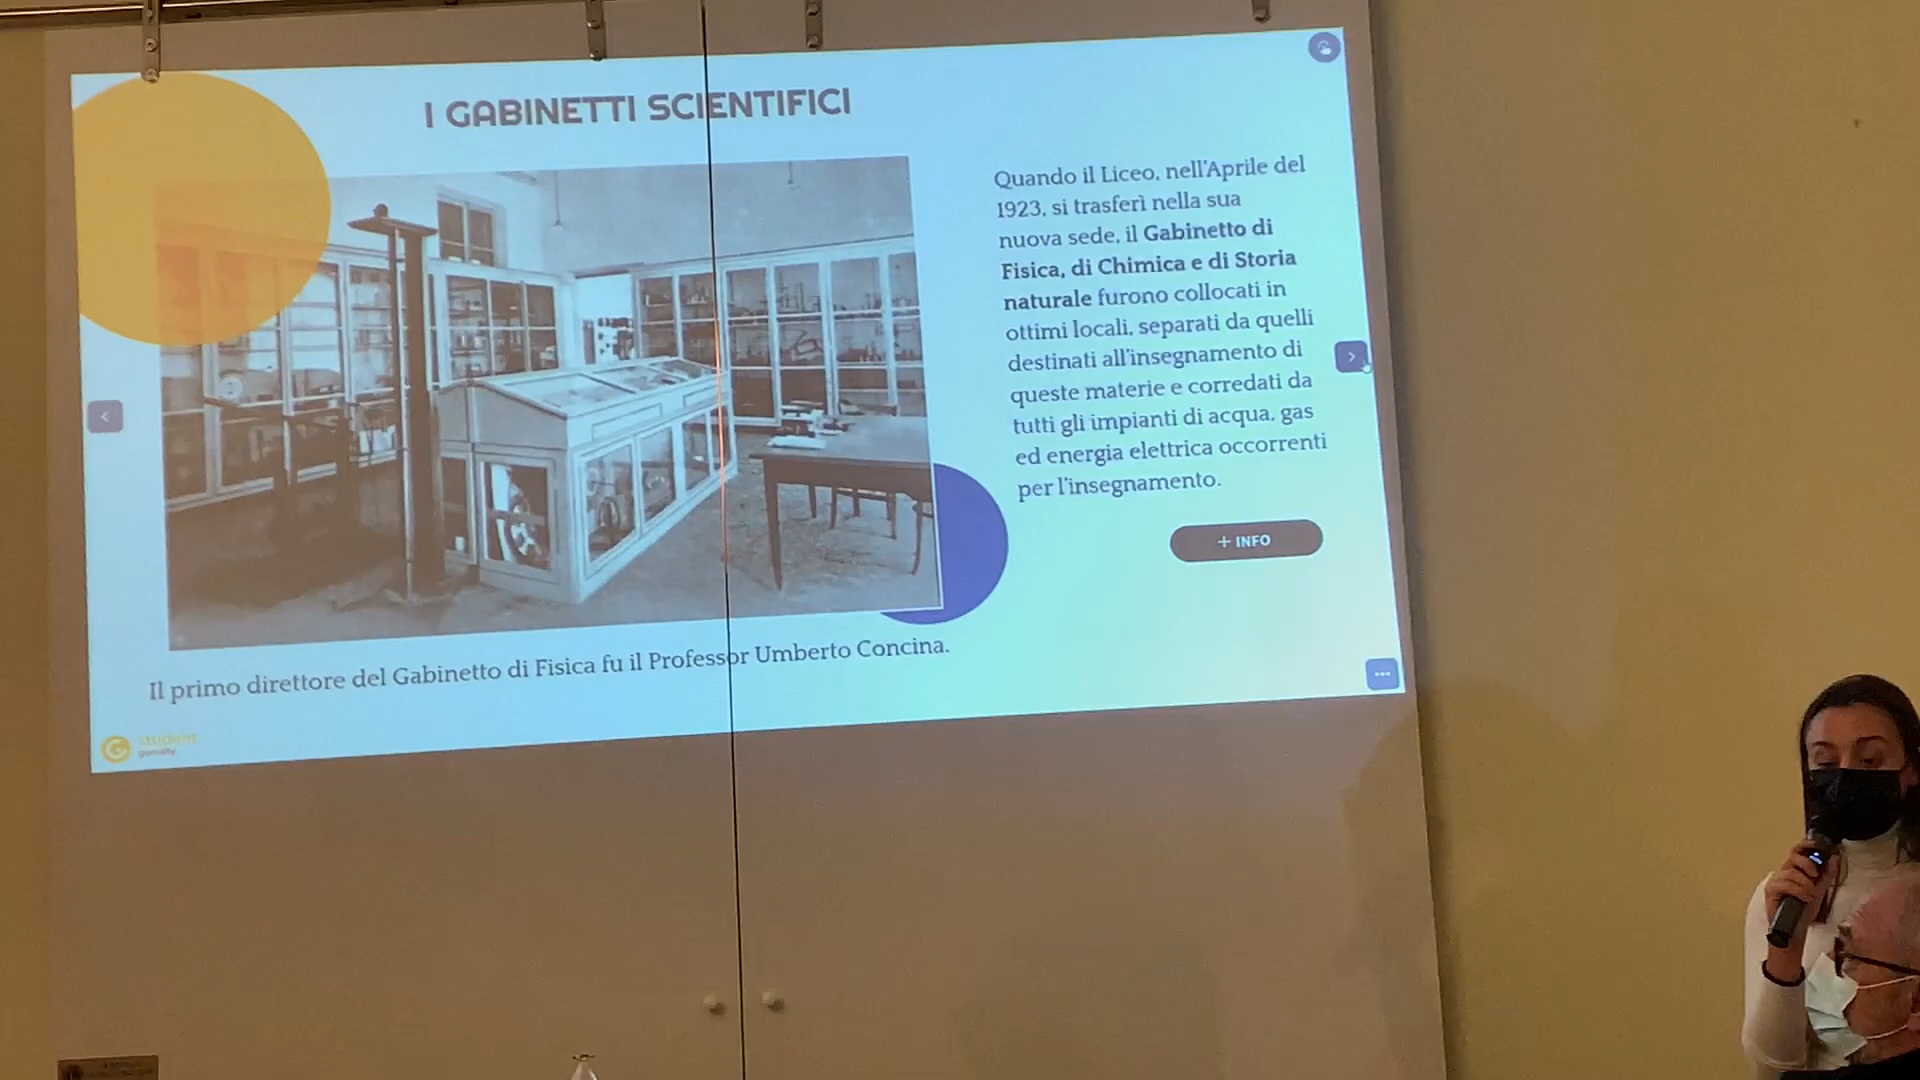 I GABINETTI SCIENTIFICI
Quando il Liceo, nell'Aprile del
1923, si trasferì nella sua
nuova sede, il Gabinetto di
Fisica, di Chimica e di Storia
naturale furono collocati in
ottimi locali, separati da quelli
destinati all'insegnamento di
queste materie e corredati da
tutti gli impianti di acqua, gas
ed energia elettrica occorrenti
per l'insegnamento.
+ INFO
Il primo direttore del Gabinetto di Fisica fu il Professor Umberto Concina.
student
genially